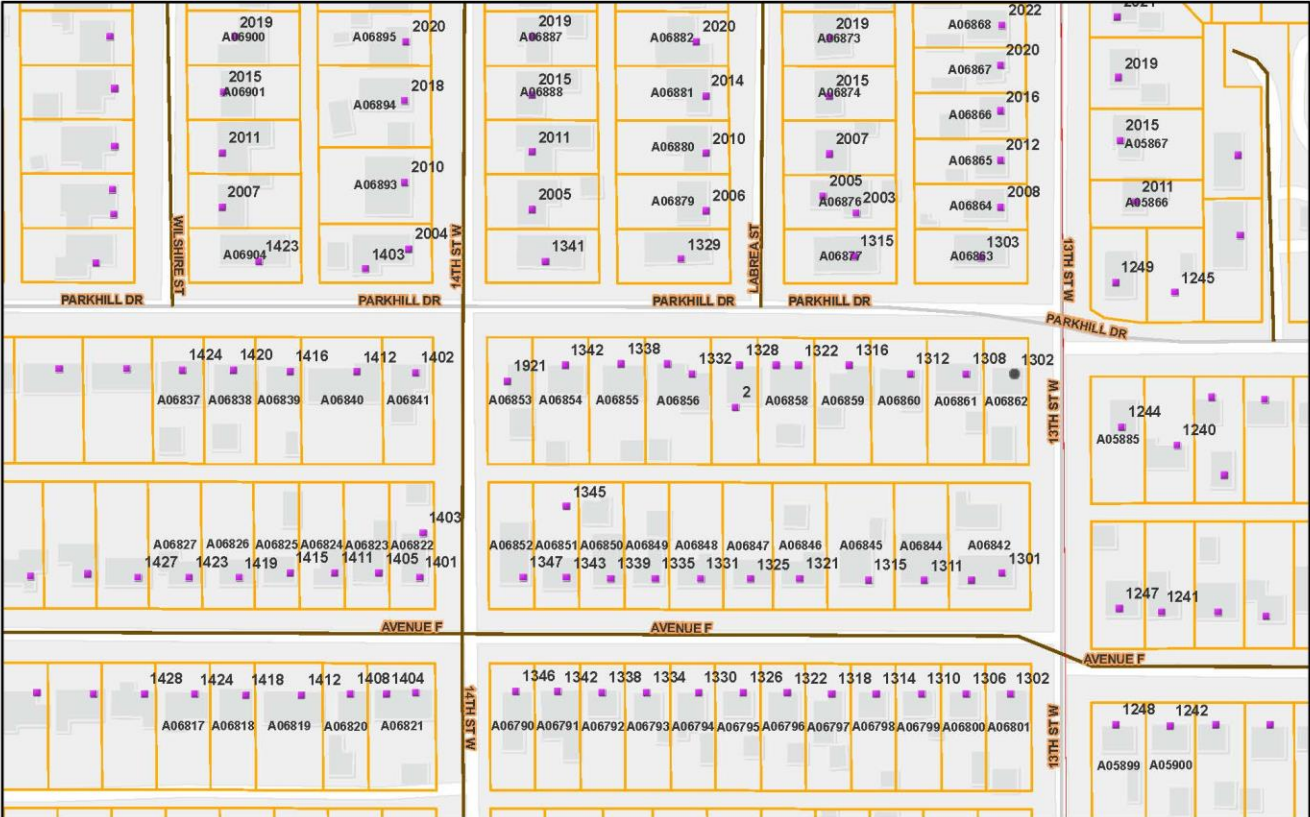 2022
2019 2020 2019 2020 2019 A06868
A06900 A06895 A06887 A06882 A06873
2020
2015 2018 2015 2014 2015 A06867 2019
A06901 A06894 A06888 A06881 A06874 2016
A06866
2011 2011 2010 2007 2012 2015
A06880 A06865 A05867
2010
2007 A06893 2005 2006 2005 2008 2011
A06879 A06876 2003 A06864 A05866
2004
1423 1403 1341 1329 1315 1303
A06904 A06877 A06863
1249 1245
WILSHIRE ST
14TH ST W
LABREA ST
13TH ST W
PARKHILL DR PARKHILL DR PARKHILL DR PARKHILL DR
PARKHILL DR
1424 1420 1416 1412 1402 1921 1342 1338 1332 1328 1322 1316 1312 1308 1302
2
A06837 A06838 A06839 A06840 A06841 A06853 A06854 A06855 A06856 A06858 A06859 A06860 A06861 A06862
13TH ST W
1244
A05885 1240
1345
1403
A06827 A06826 A06825 A06824 A06823 A06822 A06852 A06851 A06850 A06849 A06848 A06847 A06846 A06845 A06844 A06842
1427 1423 1419 1415 1411 1405 1401 1347 1343 1339 1335 1331 1325 1321 1315 1311 1301
1247 1241
AVENUE F AVENUE F
AVENUE F
1428 1424 1418 1412 1408 1404 1346 1342 1338 1334 1330 1326 1322 1318 1314 1310 1306 1302
A06817 A06818 A06819 A06820 A06821 A06790 A06791 A06792 A06793 A06794 A06795 A06796 A06797 A06798 A06799 A06800 A06801
14TH ST W
13TH ST W
1248 1242
A05899 A05900